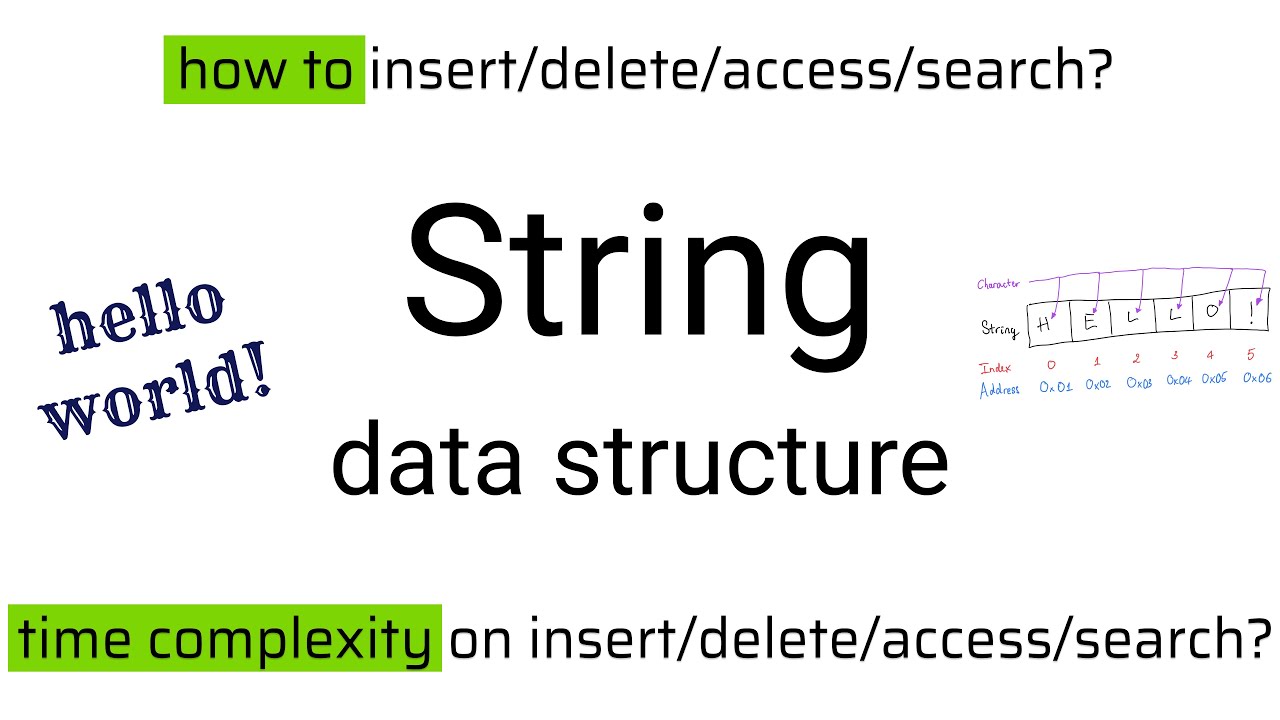 how to insert/delete/access/search?
String
data structure
hello
world!
Character
String H E L L O !
Index 0 1 2 3 4 5
Address 0x01 0x02 0x03 0x04 0x05 0x06
time complexity on insert/delete/access/search?